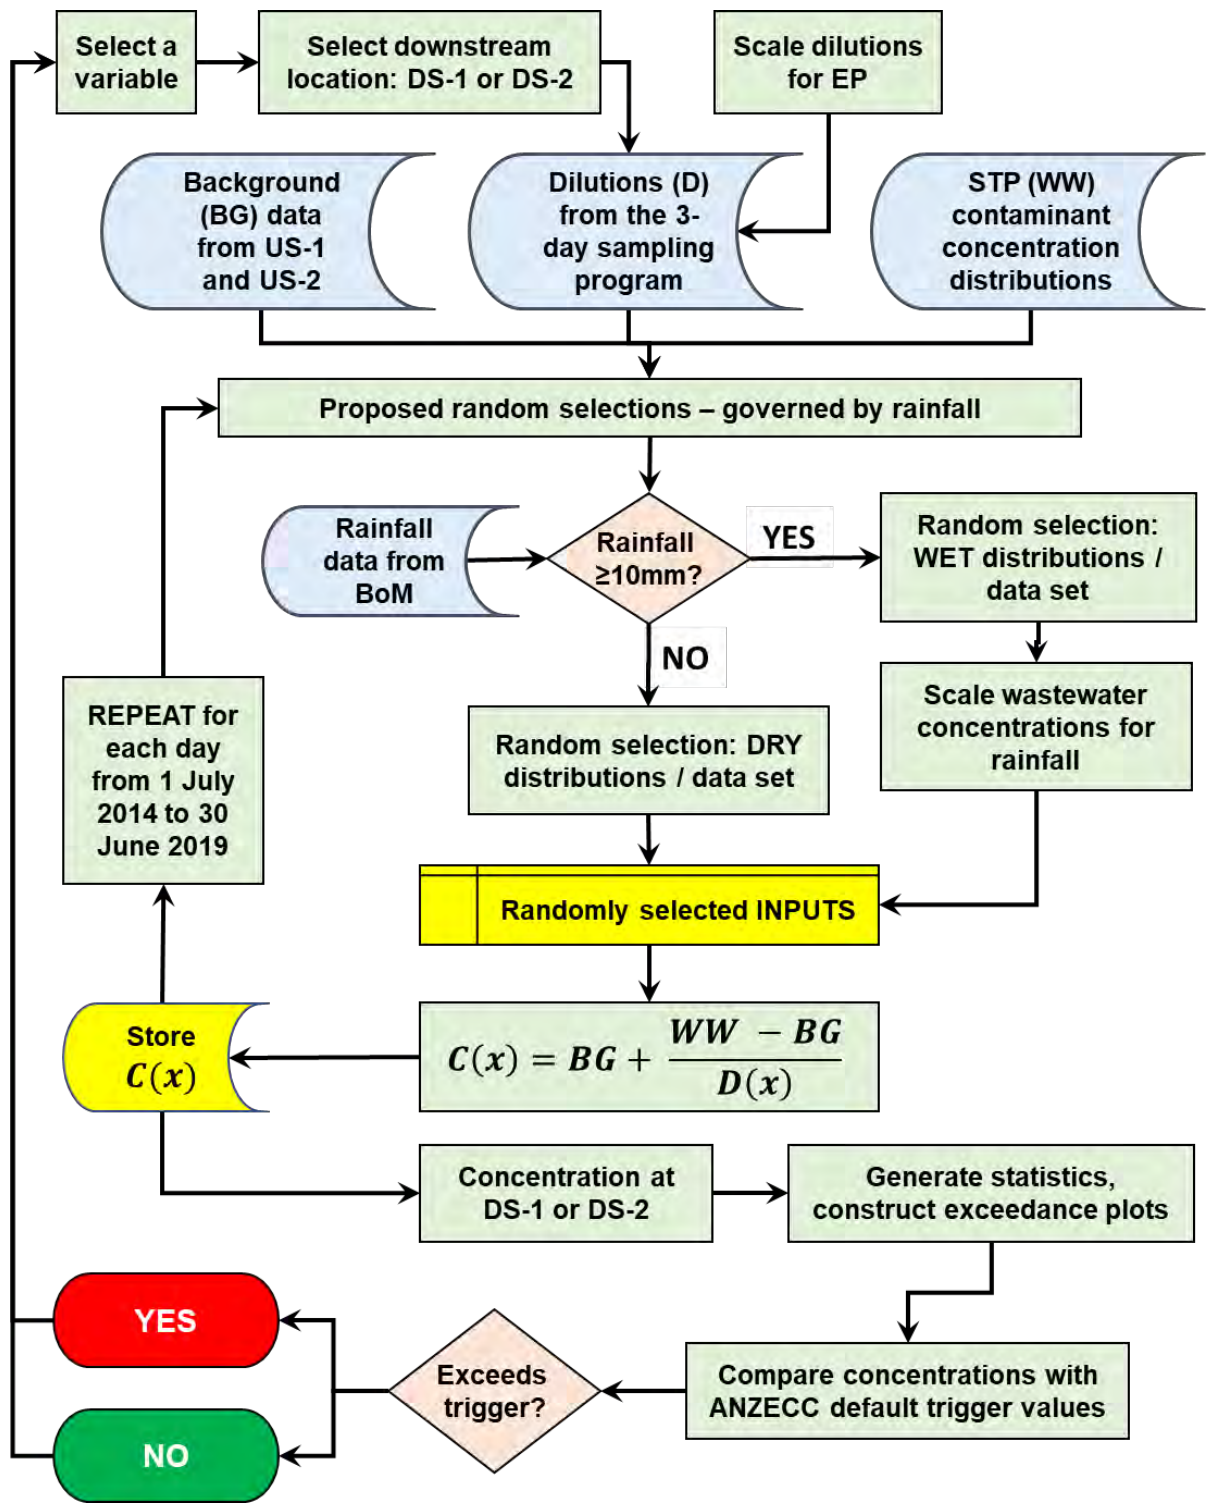 Select a
variable
Select downstream
location: DS-1 or DS-2
Scale dilutions
for EP
Background
(BG) data
from US-1
and US-2
Dilutions (D)
from the 3-
day sampling
program
STP (WW)
contaminant
concentration
distributions
Proposed random selections – governed by rainfall
Rainfall
data from
BoM
Rainfall
≥10mm?
YES
Random selection:
WET distributions /
data set
NO
Scale wastewater
concentrations for
rainfall
REPEAT for
each day
from 1 July
2014 to 30
June 2019
Random selection: DRY
distributions / data set
Randomly selected INPUTS
Store
C(x)
C(x) = BG + (WW − BG) / D(x)
Concentration at
DS-1 or DS-2
Generate statistics,
construct exceedance plots
YES
Exceeds
trigger?
Compare concentrations with
ANZECC default trigger values
NO